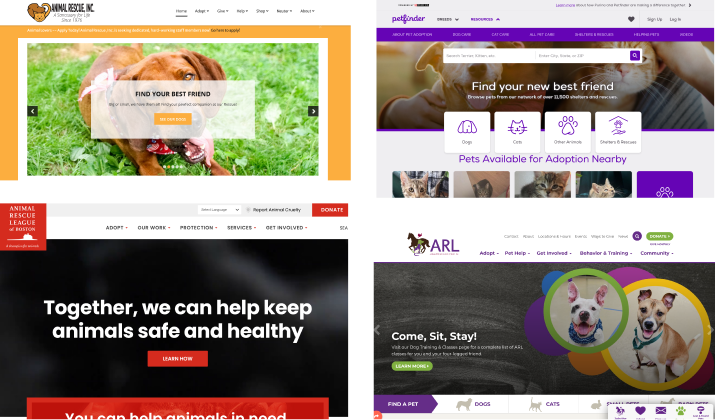 ANIMAL RESCUE, INC.
A Sanctuary for Life
Since 1976
Home Adopt Give Help Shop Neuter About
FIND YOUR BEST FRIEND
SEE OUR DOGS
petfinder
BREEDS
RESOURCES
Sign Up Log In
ABOUT PET ADOPTION DOG CARE CAT CARE ALL PET CARE SHELTERS & RESCUES HELPING PETS VIDEOS
Find your new best friend
Browse pets from our network of over 11,500 shelters and rescues.
Dogs
Cats
Other Animals
Shelters & Rescues
Pets Available for Adoption Nearby
ANIMAL
RESCUE
LEAGUE
of BOSTON
Select Language
Report Animal Cruelty
DONATE
ADOPT OUR WORK PROTECTION SERVICES GET INVOLVED SEA
Together, we can help keep
animals safe and healthy
LEARN HOW
You can help animals in need
Contact About Locations & Hours Events Ways to Give News
DONATE
ARL
Adopt Pet Help Get Involved Behavior & Training Community
Come, Sit, Stay!
Visit our Dog Training & Classes page for a complete list of ARL
classes for you and your four-legged friend.
LEARN MORE
FIND A PET
DOGS
CATS